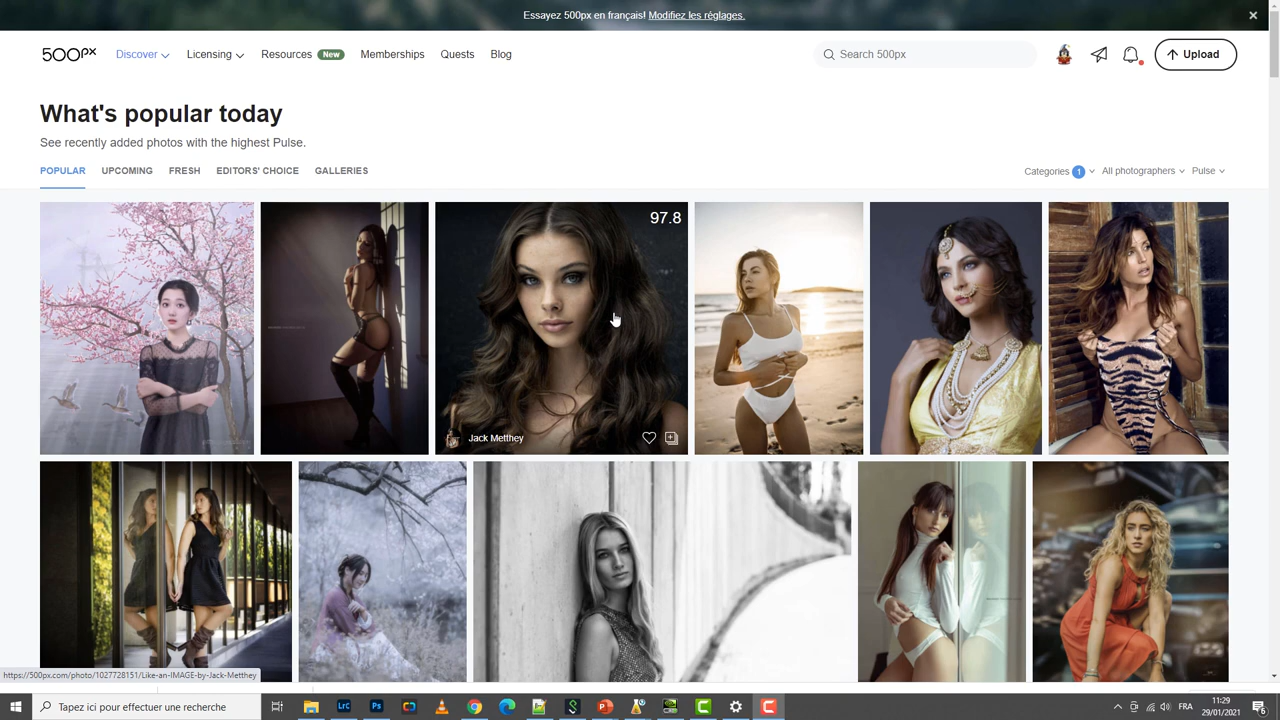 Essayez 500px en français! Modifiez les réglages.
500px Discover Licensing Resources New Memberships Quests Blog Search 500px Upload
What's popular today
See recently added photos with the highest Pulse.
POPULAR UPCOMING FRESH EDITORS' CHOICE GALLERIES Categories 1 All photographers Pulse
97.8
Jack Metthey
https://500px.com/photo/1027728151/Like-an-IMAGE-by-Jack-Metthey
Tapez ici pour effectuer une recherche
LrC Ps
FRA
11:29
29/01/2021
6